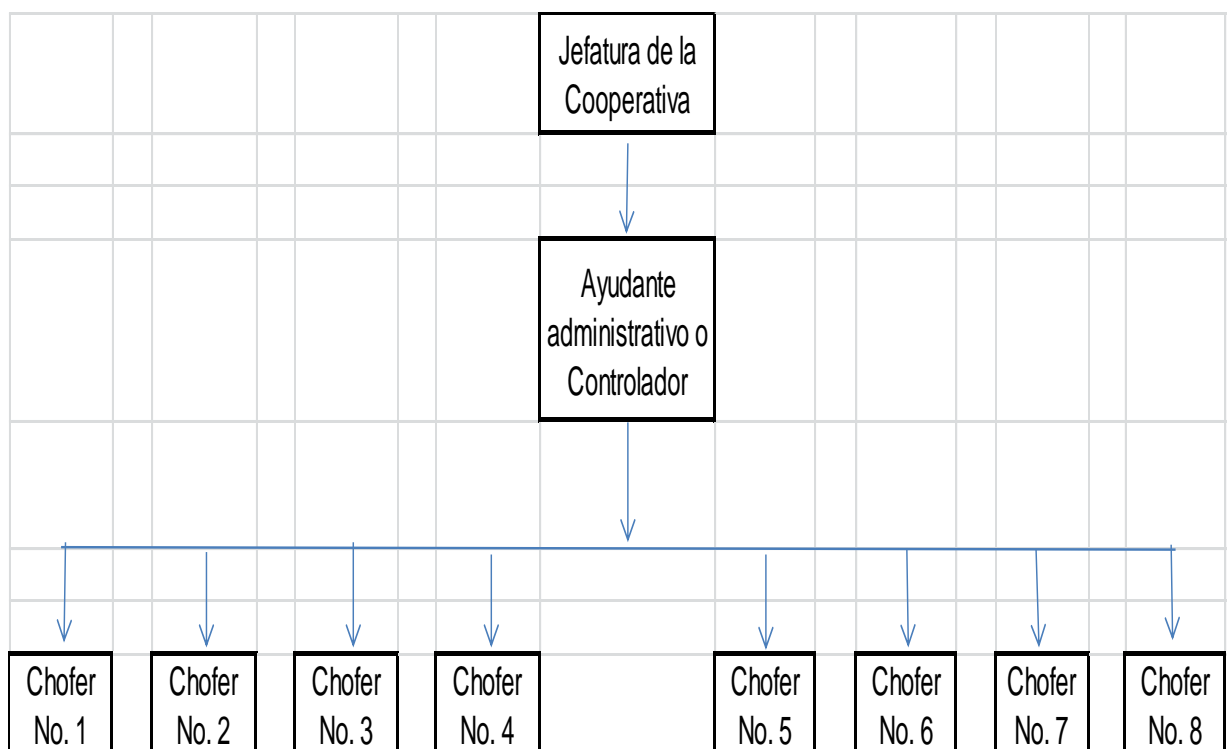 Jefatura de la
Cooperativa
Ayudante
administrativo o
Controlador
Chofer
No. 1
Chofer
No. 2
Chofer
No. 3
Chofer
No. 4
Chofer
No. 5
Chofer
No. 6
Chofer
No. 7
Chofer
No. 8